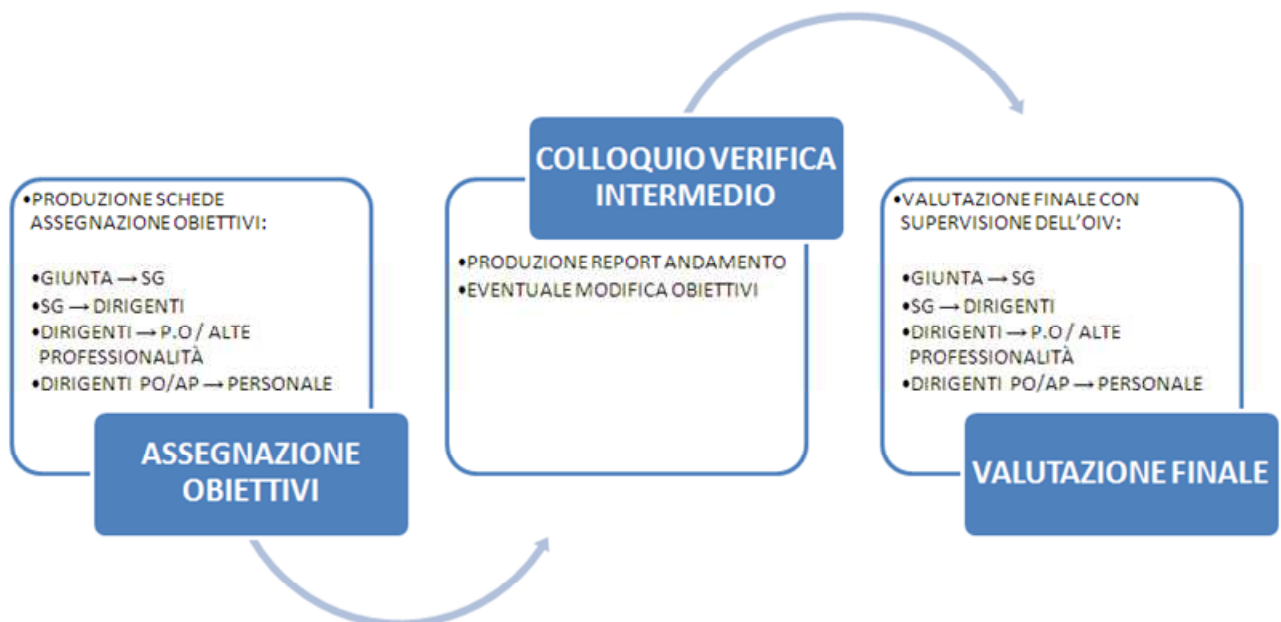 •PRODUZIONE SCHEDE
ASSEGNAZIONE OBIETTIVI:
•GIUNTA → SG
•SG → DIRIGENTI
•DIRIGENTI → P.O / ALTE
PROFESSIONALITÀ
•DIRIGENTI PO/AP → PERSONALE
ASSEGNAZIONE
OBIETTIVI
COLLOQUIO VERIFICA
INTERMEDIO
•PRODUZIONE REPORT ANDAMENTO
•EVENTUALE MODIFICA OBIETTIVI
•VALUTAZIONE FINALE CON
SUPERVISIONE DELL'OIV:
•GIUNTA → SG
•SG → DIRIGENTI
•DIRIGENTI → P.O / ALTE
PROFESSIONALITÀ
•DIRIGENTI PO/AP → PERSONALE
VALUTAZIONE FINALE